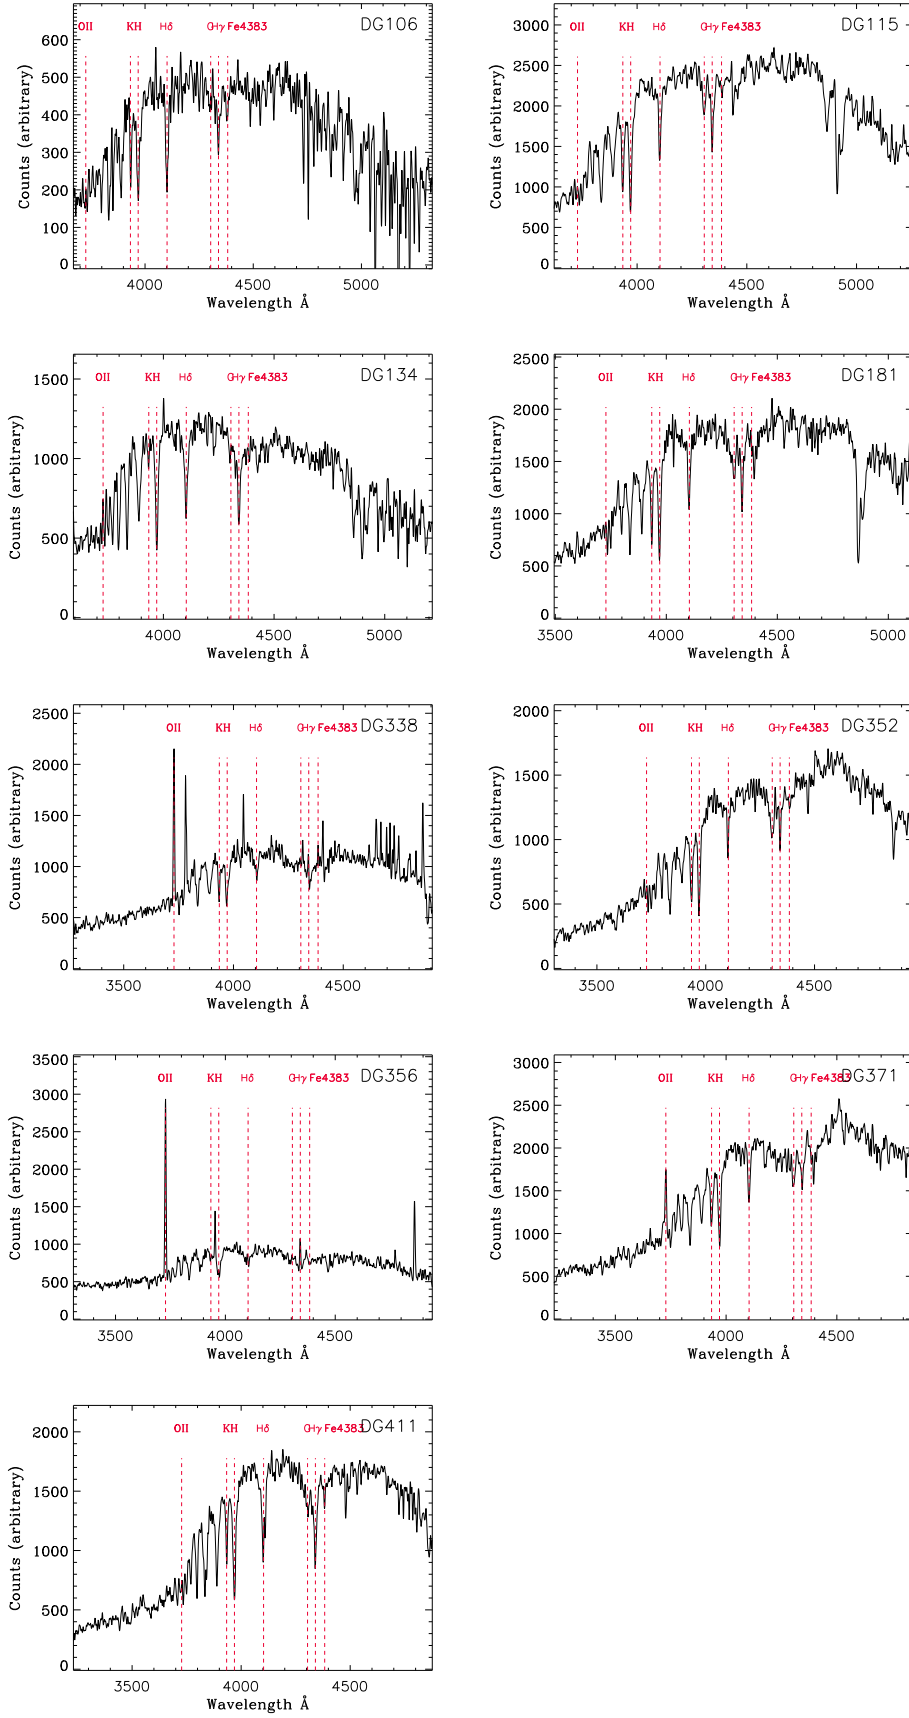 OII KH Hδ GHγ Fe4383 DG106
600
500
400
300
200
100
0
Counts (arbitrary)
4000 4500 5000
Wavelength Å
OII KH Hδ GHγ Fe4383 DG115
3000
2500
2000
1500
1000
500
0
Counts (arbitrary)
4000 4500 5000
Wavelength Å
OII KH Hδ GHγ Fe4383 DG134
1500
1000
500
0
Counts (arbitrary)
4000 4500 5000
Wavelength Å
OII KH Hδ GHγ Fe4383 DG181
2500
2000
1500
1000
500
0
Counts (arbitrary)
3500 4000 4500 5000
Wavelength Å
OII KH Hδ GHγ Fe4383 DG338
2500
2000
1500
1000
500
0
Counts (arbitrary)
3500 4000 4500
Wavelength Å
OII KH Hδ GHγ Fe4383 DG352
2000
1500
1000
500
0
Counts (arbitrary)
3500 4000 4500
Wavelength Å
OII KH Hδ GHγ Fe4383 DG356
3500
3000
2500
2000
1500
1000
500
0
Counts (arbitrary)
3500 4000 4500
Wavelength Å
OII KH Hδ GHγ Fe4383 DG371
3000
2500
2000
1500
1000
500
0
Counts (arbitrary)
3500 4000 4500
Wavelength Å
OII KH Hδ GHγ Fe4383 DG411
2000
1500
1000
500
0
Counts (arbitrary)
3500 4000 4500
Wavelength Å